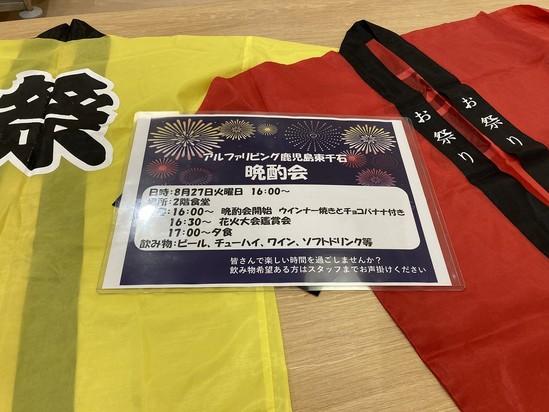 祭
お祭り
お祭り
アルファリビング鹿児島東千石
晩酌会
日時:8月27日火曜日 16:00～
場所:2階食堂
16:00～ 晩酌会開始 ウインナー焼きとチョコバナナ付き
16:30～ 花火大会鑑賞会
17:00～夕食
飲み物:ビール、チューハイ、ワイン、ソフトドリンク等
皆さんで楽しい時間を過ごしませんか?
飲み物希望ある方はスタッフまでお声掛けください